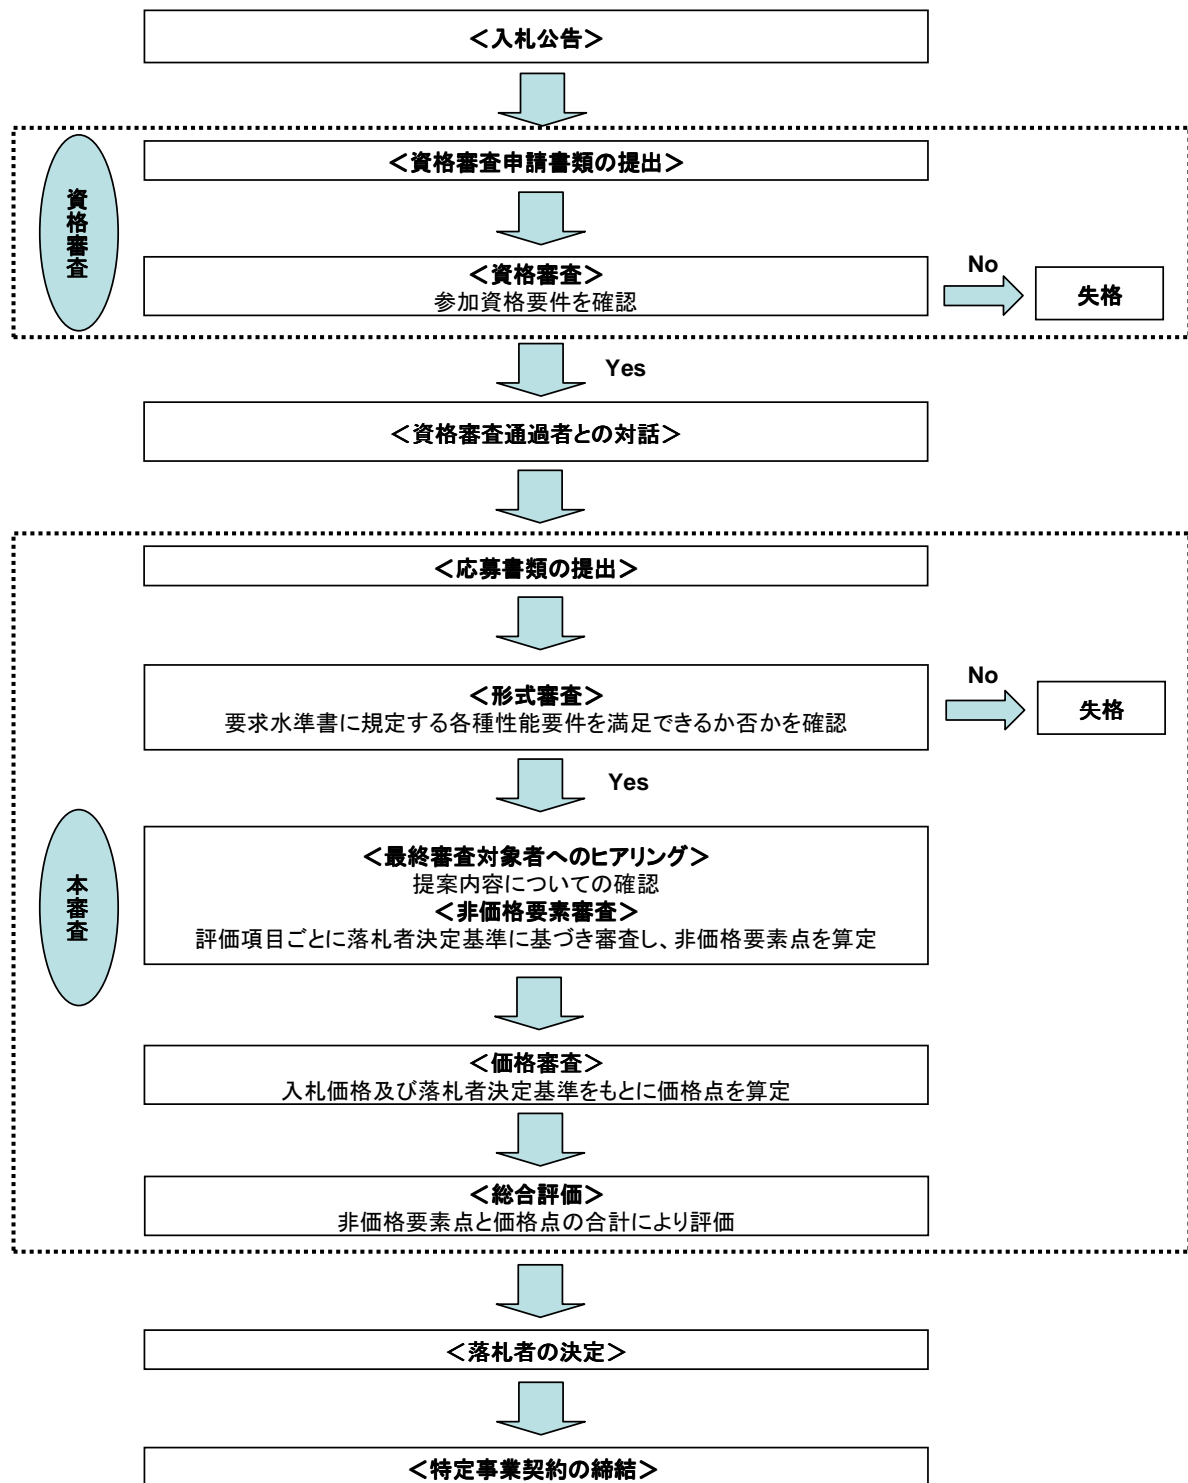 ＜入札公告＞
資格審査
＜資格審査申請書類の提出＞
＜資格審査＞
参加資格要件を確認
No
失格
Yes
＜資格審査通過者との対話＞
＜応募書類の提出＞
＜形式審査＞
要求水準書に規定する各種性能要件を満足できるか否かを確認
No
失格
Yes
本審査
＜最終審査対象者へのヒアリング＞
提案内容についての確認
＜非価格要素審査＞
評価項目ごとに落札者決定基準に基づき審査し、非価格要素点を算定
＜価格審査＞
入札価格及び落札者決定基準をもとに価格点を算定
＜総合評価＞
非価格要素点と価格点の合計により評価
＜落札者の決定＞
＜特定事業契約の締結＞